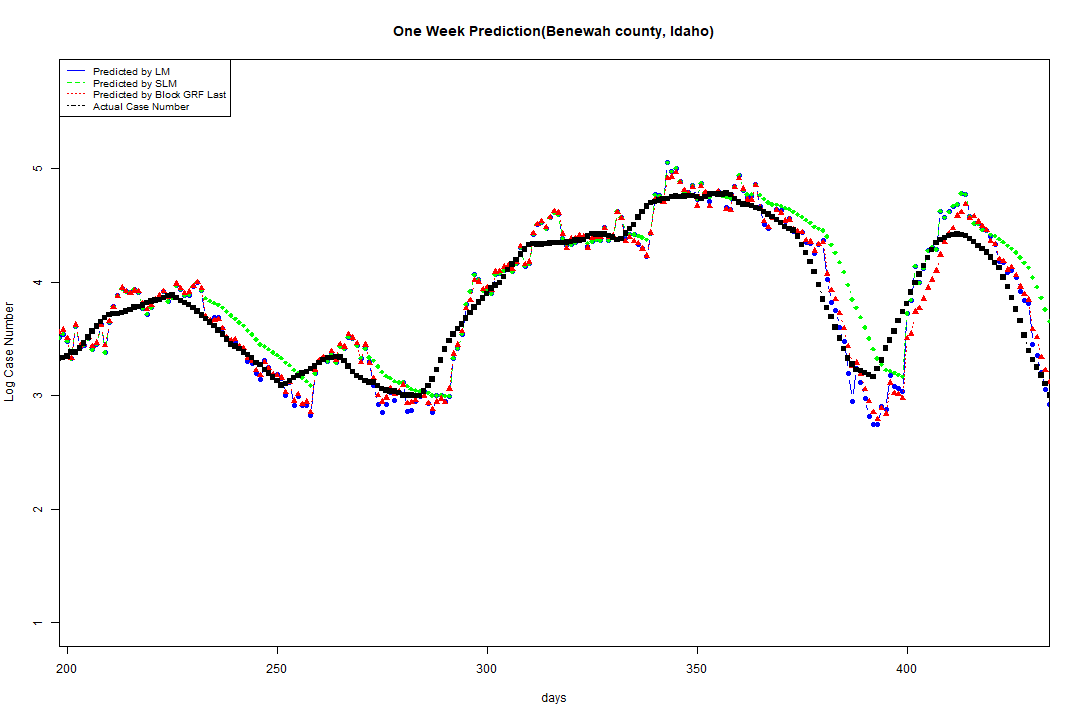 One Week Prediction(Benewah county, Idaho)
Predicted by LM
Predicted by SLM
Predicted by Block GRF Last
Actual Case Number
5
4
3
2
1
Log Case Number
200 250 300 350 400
days